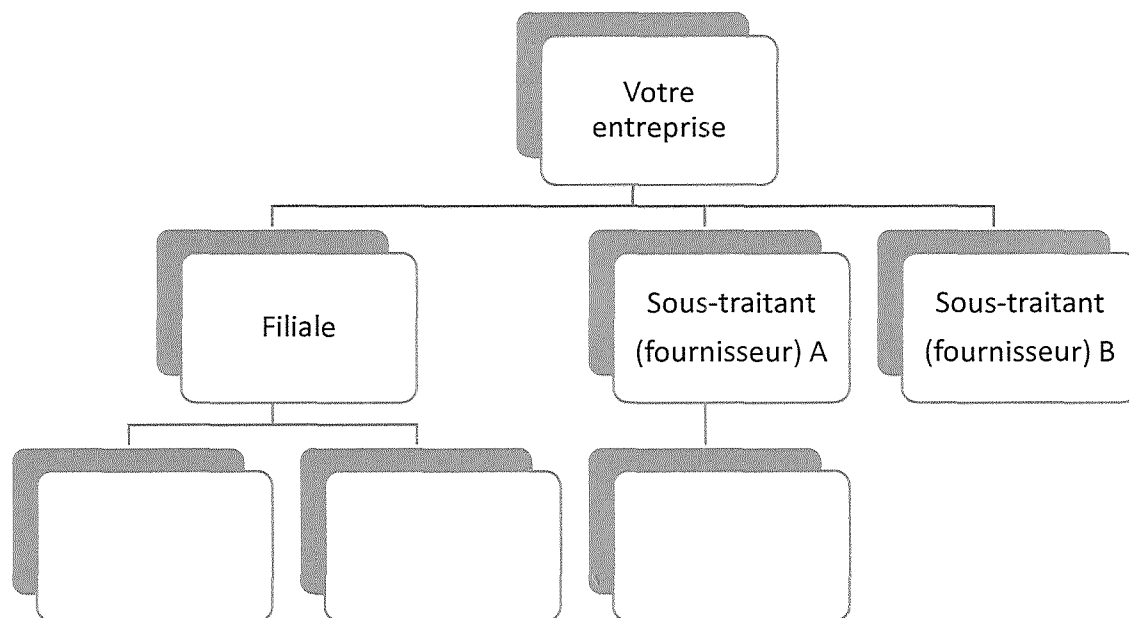 Votre
entreprise
Filiale
Sous-traitant
(fournisseur) A
Sous-traitant
(fournisseur) B